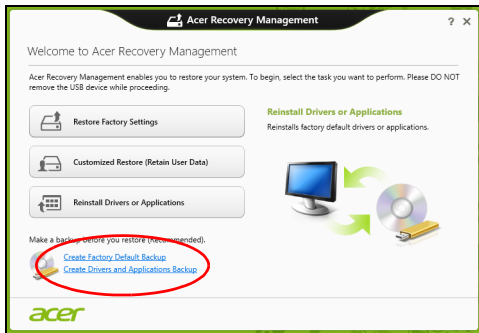 Acer Recovery Management
? X
Welcome to Acer Recovery Management
Acer Recovery Management enables you to restore your system. To begin, select the task you want to perform. Please DO NOT
remove the USB device while proceeding.
Restore Factory Settings
Customized Restore (Retain User Data)
Reinstall Drivers or Applications
Reinstall Drivers or Applications
Reinstalls factory default drivers or applications.
Make a backup before you restore (Recommended).
Create Factory Default Backup
Create Drivers and Applications Backup
acer